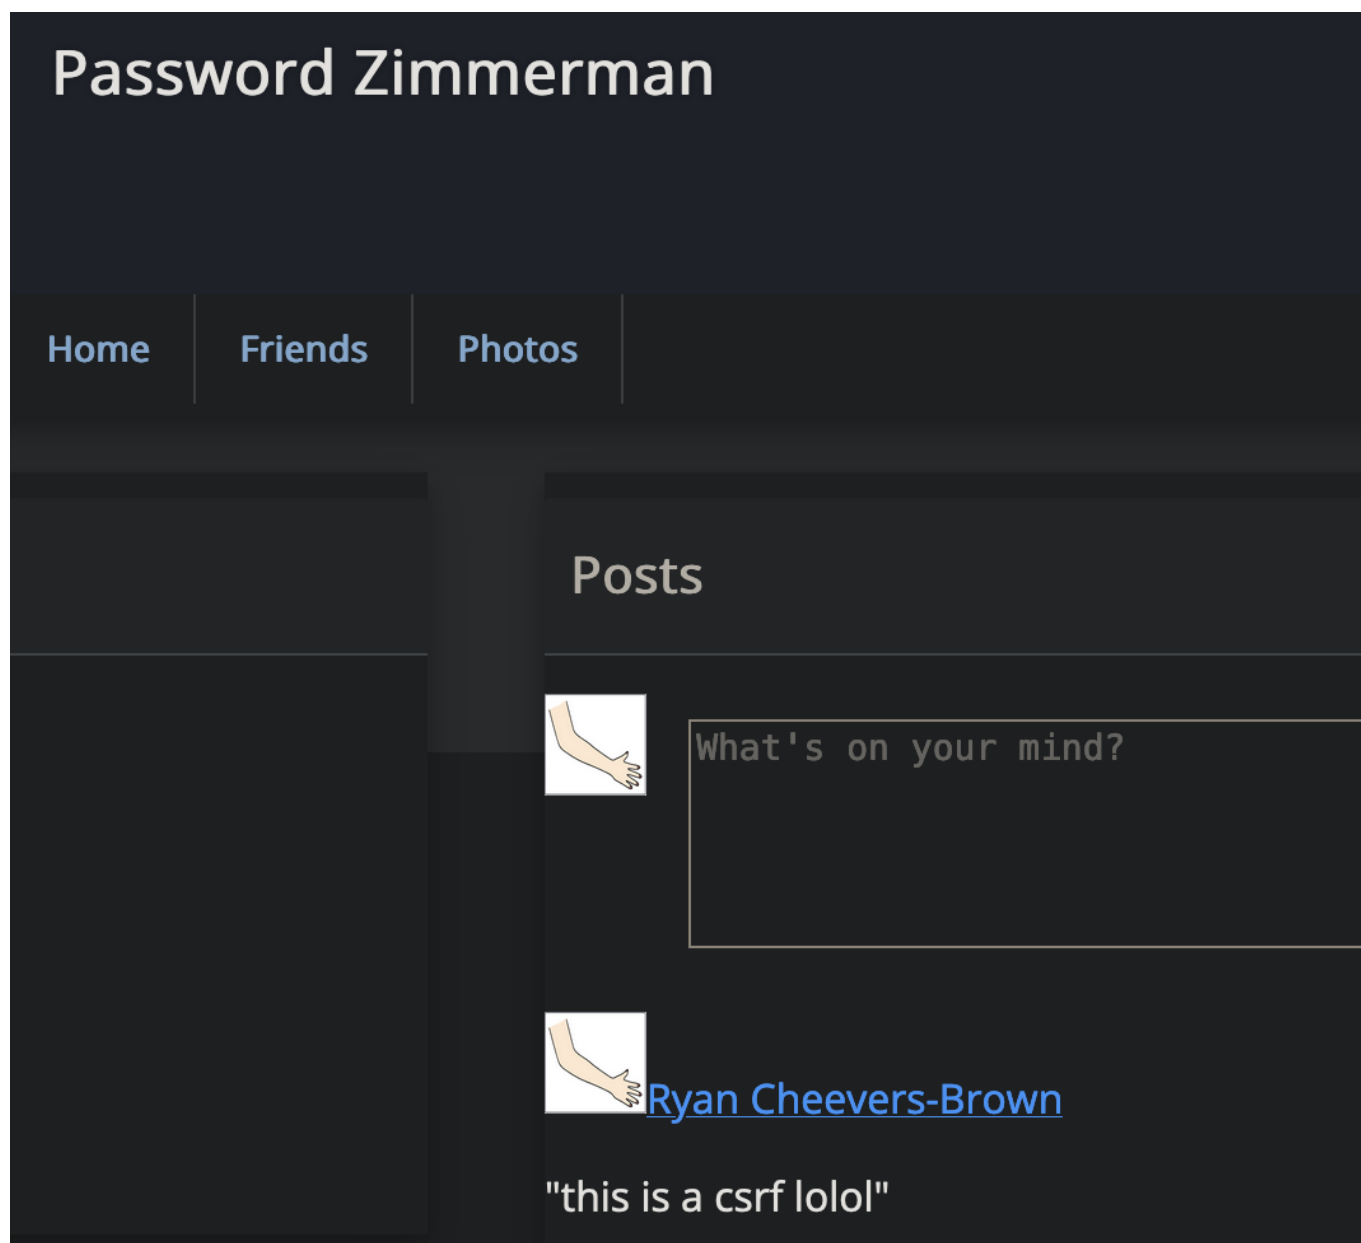 Password Zimmerman
Home Friends Photos
Posts
What's on your mind?
Ryan Cheevers-Brown
"this is a csrf lolol"